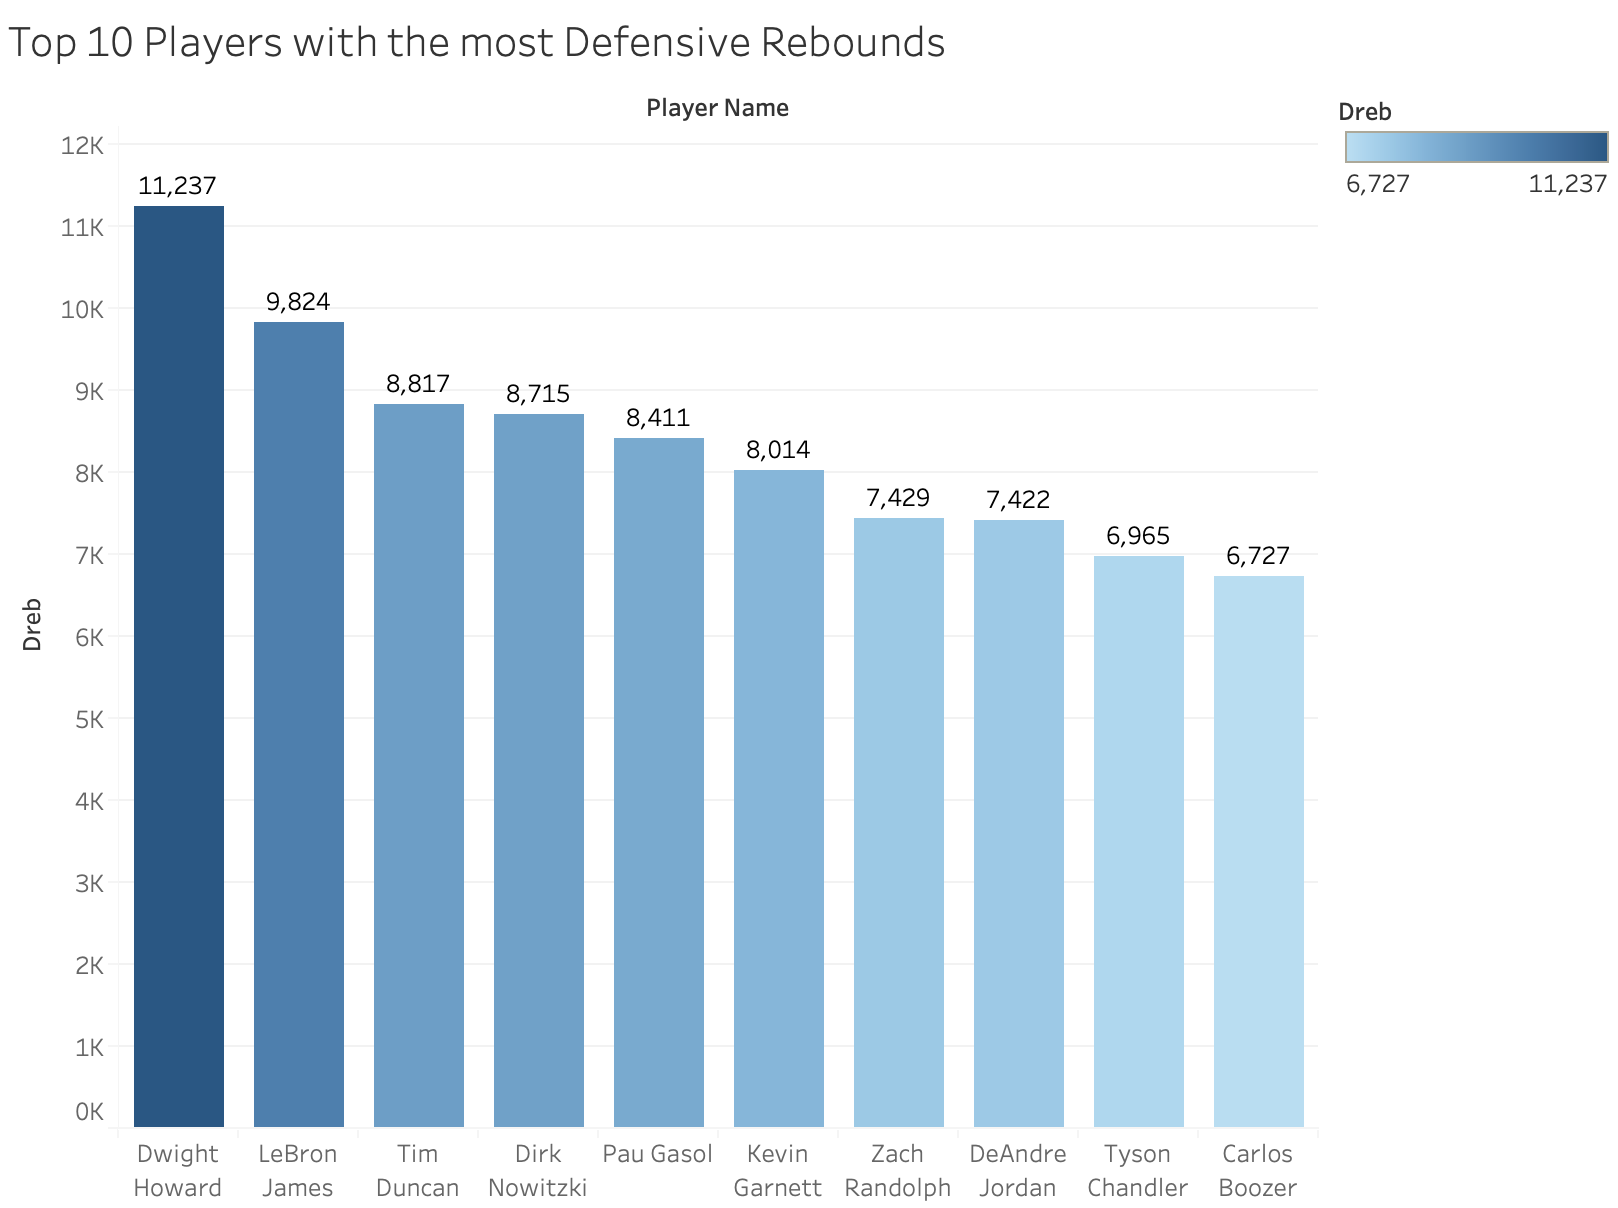 Top 10 Players with the most Defensive Rebounds
Player Name
Dreb
6,727 11,237
12K
11K
10K
9K
8K
7K
6K
5K
4K
3K
2K
1K
0K
Dreb
11,237
9,824
8,817
8,715
8,411
8,014
7,429
7,422
6,965
6,727
Dwight
Howard
LeBron
James
Tim
Duncan
Dirk
Nowitzki
Pau Gasol
Kevin
Garnett
Zach
Randolph
DeAndre
Jordan
Tyson
Chandler
Carlos
Boozer